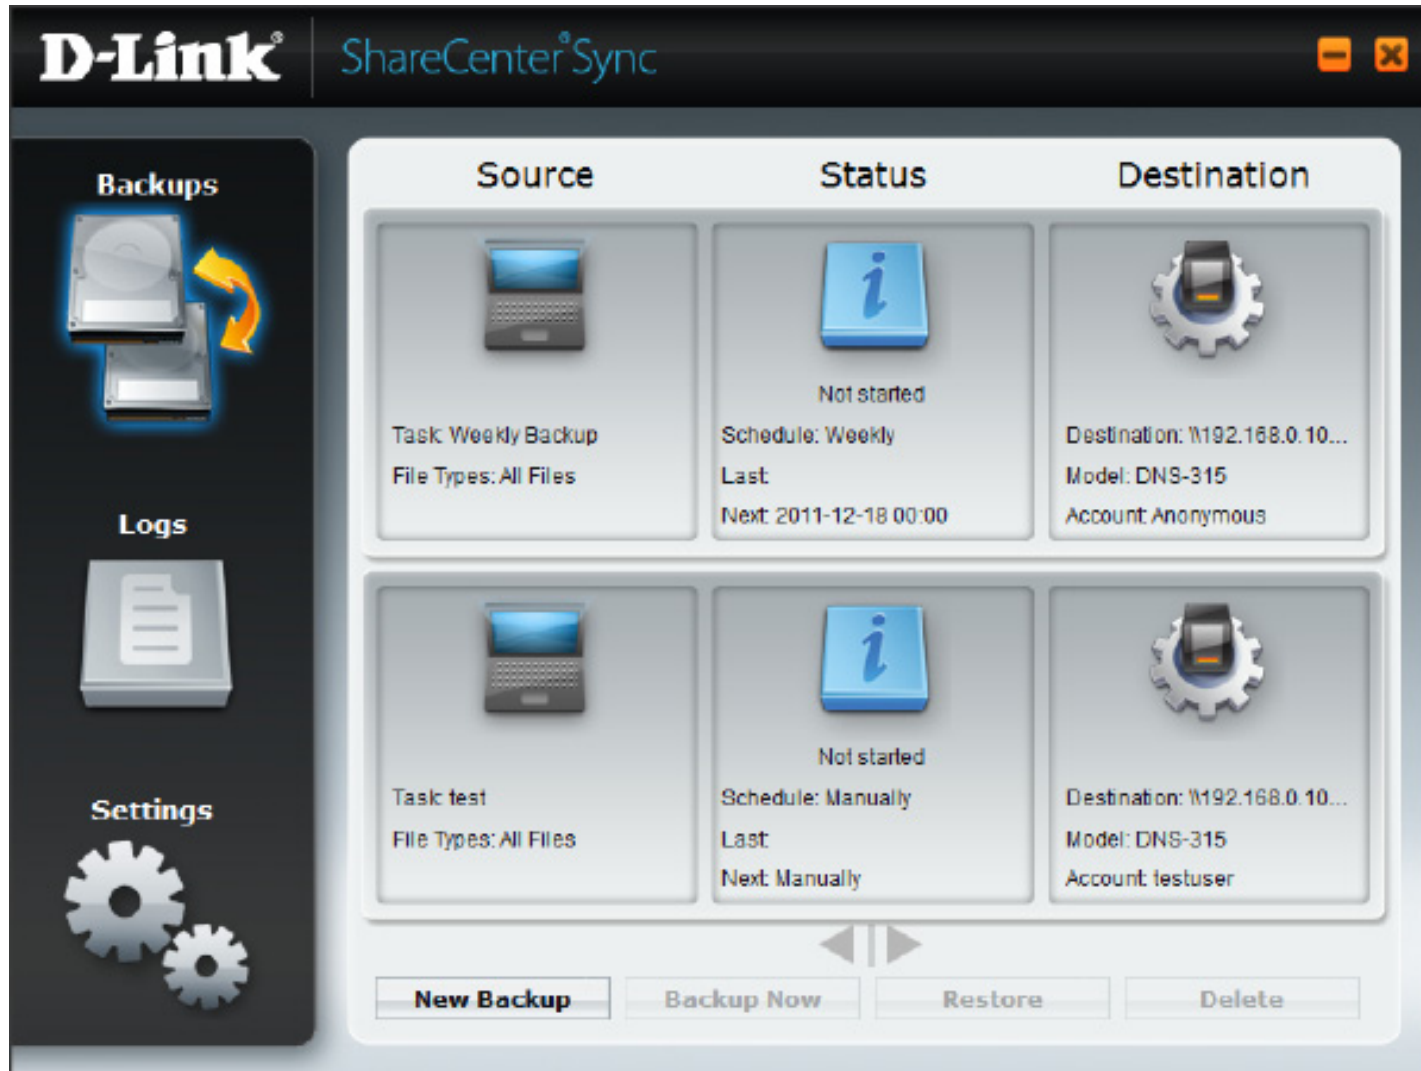 D-Link® ShareCenter® Sync
Backups
Logs
Settings
Source Status Destination
Not started
Task: Weekly Backup Schedule: Weekly Destination: \\192.168.0.10...
File Types: All Files Last: Model: DNS-315
Next: 2011-12-18 00:00 Account: Anonymous
Not started
Task: test Schedule: Manually Destination: \\192.168.0.10...
File Types: All Files Last: Model: DNS-315
Next: Manually Account: testuser
New Backup Backup Now Restore Delete